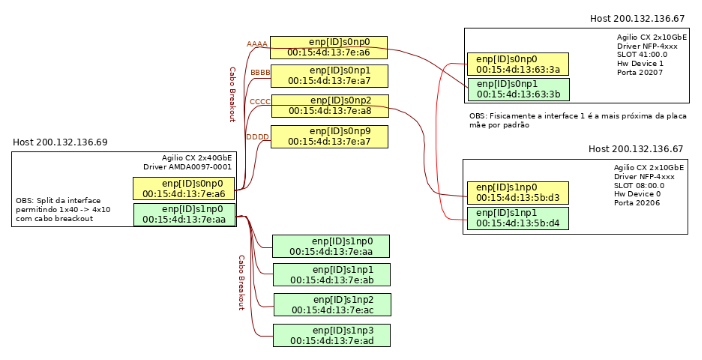 Host 200.132.136.67
AAAA
enp[ID]s0np0
00:15:4d:13:7e:a6
Agilio CX 2x10GbE
Driver NFP-4xxx
SLOT 41:00.0
Hw Device 1
Porta 20207
enp[ID]s0np0
00:15:4d:13:63:3a
enp[ID]s0np1
00:15:4d:13:63:3b
Cabo Breakout
BBBB
enp[ID]s0np1
00:15:4d:13:7e:a7
CCCC
enp[ID]s0np2
00:15:4d:13:7e:a8
OBS: Fisicamente a interface 1 é a mais próxima da placa
mãe por padrão
DDDD
enp[ID]s0np9
00:15:4d:13:7e:a7
Host 200.132.136.69
Agilio CX 2x40GbE
Driver AMDA0097-0001
OBS: Split da interface
permitindo 1x40 -> 4x10
com cabo breackout
enp[ID]s0np0
00:15:4d:13:7e:a6
enp[ID]s1np0
00:15:4d:13:7e:aa
Host 200.132.136.67
Agilio CX 2x10GbE
Driver NFP-4xxx
SLOT 08:00.0
Hw Device 0
Porta 20206
enp[ID]s1np0
00:15:4d:13:5b:d3
enp[ID]s1np1
00:15:4d:13:5b:d4
Cabo Breakout
enp[ID]s1np0
00:15:4d:13:7e:aa
enp[ID]s1np1
00:15:4d:13:7e:ab
enp[ID]s1np2
00:15:4d:13:7e:ac
enp[ID]s1np3
00:15:4d:13:7e:ad